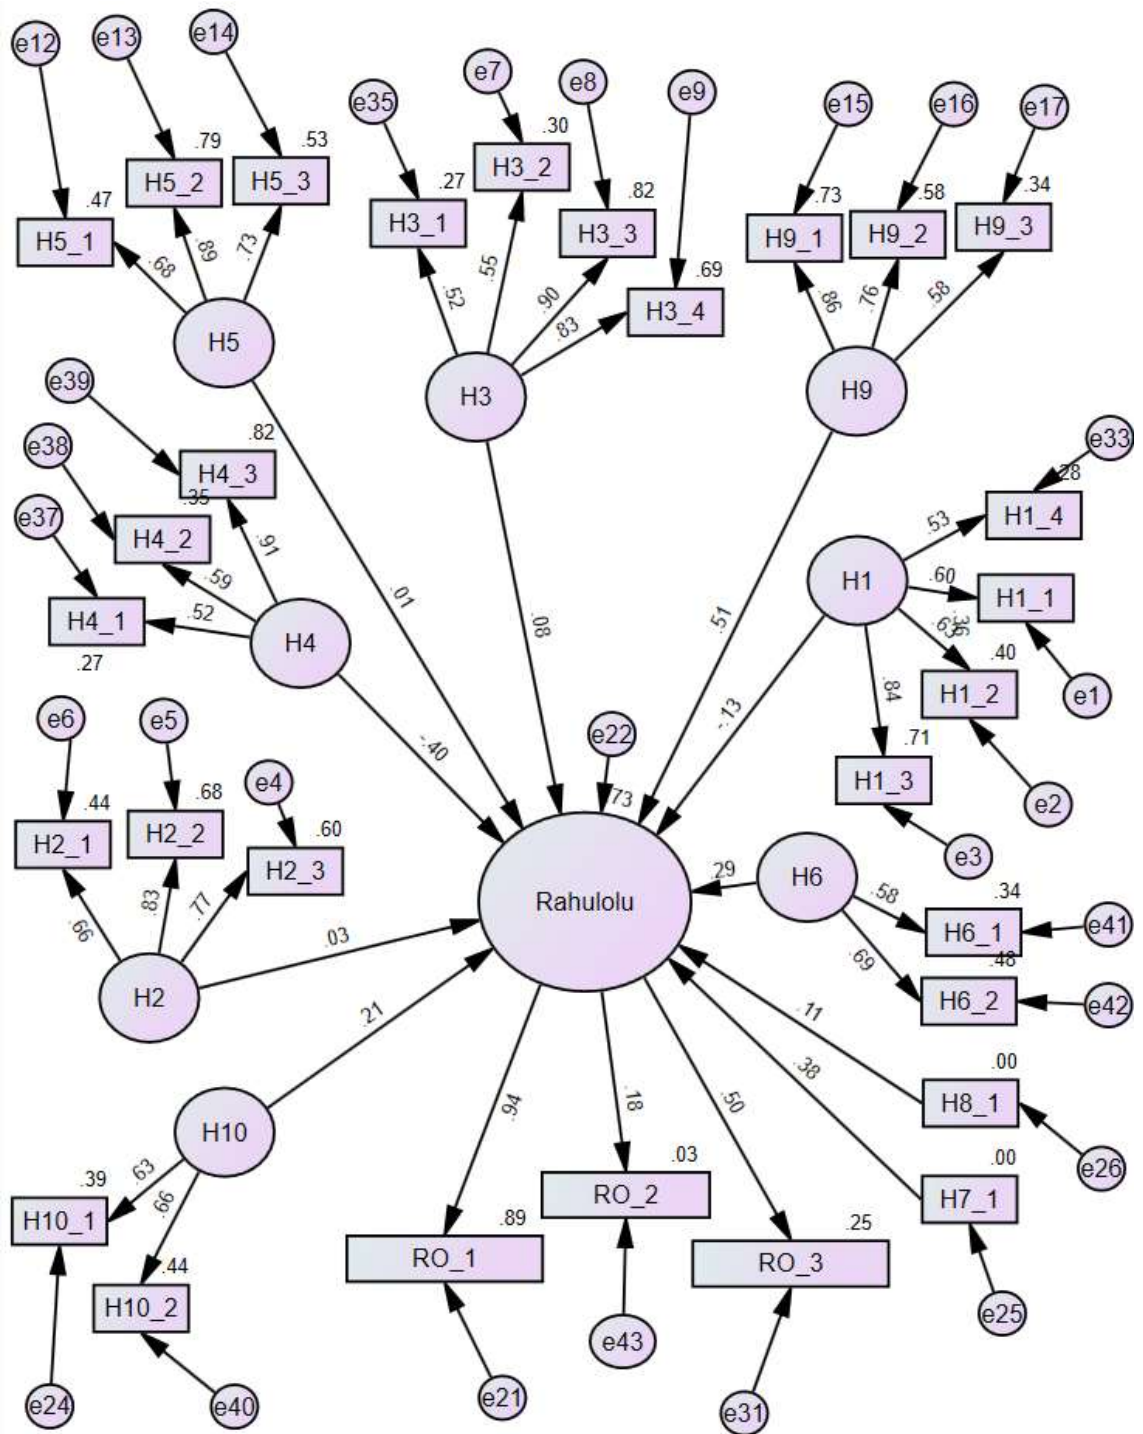 e12
e13
e14
e7
e8
e9
e35
e15
e16
e17
.79
.53
.30
.47
H5_2
H5_3
H3_2
.27
.82
.73
.58
.34
H5_1
H3_1
H3_3
H9_1
H9_2
H9_3
.68
.89
.73
.52
.55
.90
.83
.69
H3_4
.86
.76
.58
H5
H3
H9
e39
e38
e37
.82
H4_3
.35
H4_2
H4_1
.27
.91
.59
.52
H4
e33
.28
H1_4
.53
H1
.60
H1_1
.36
.63
.40
H1_2
e1
.84
.71
H1_3
e2
e3
.01
.08
.51
-.13
-.40
e6
e5
e4
.44
H2_1
.68
H2_2
.60
H2_3
.66
.83
.77
H2
.03
e22
.73
Rahulolu
.29
H6
.58
.34
H6_1
e41
.69
.48
H6_2
e42
.21
.11
.38
.00
H8_1
e26
.00
H7_1
e25
H10
.63
.66
.39
H10_1
.44
H10_2
e24
e40
.94
.18
.50
.03
RO_2
.89
RO_1
.25
RO_3
e43
e21
e31